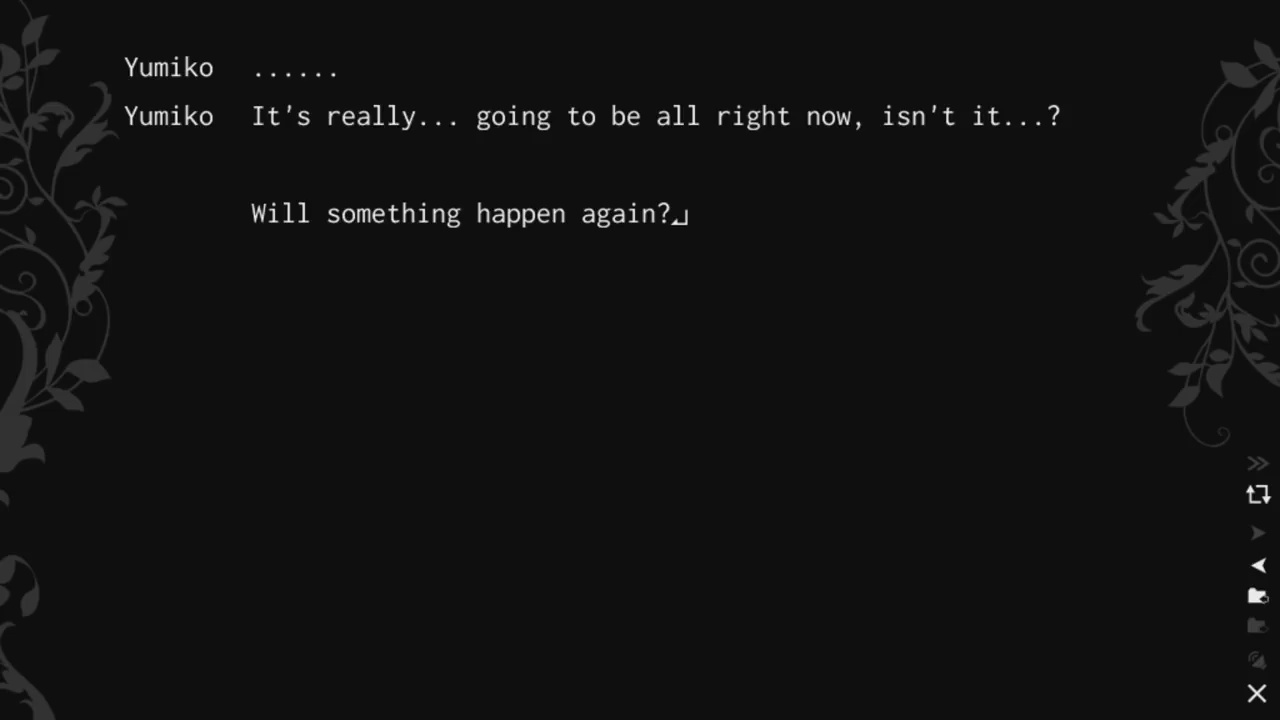 Yumiko ......
Yumiko It's really... going to be all right now, isn't it...?
Will something happen again?